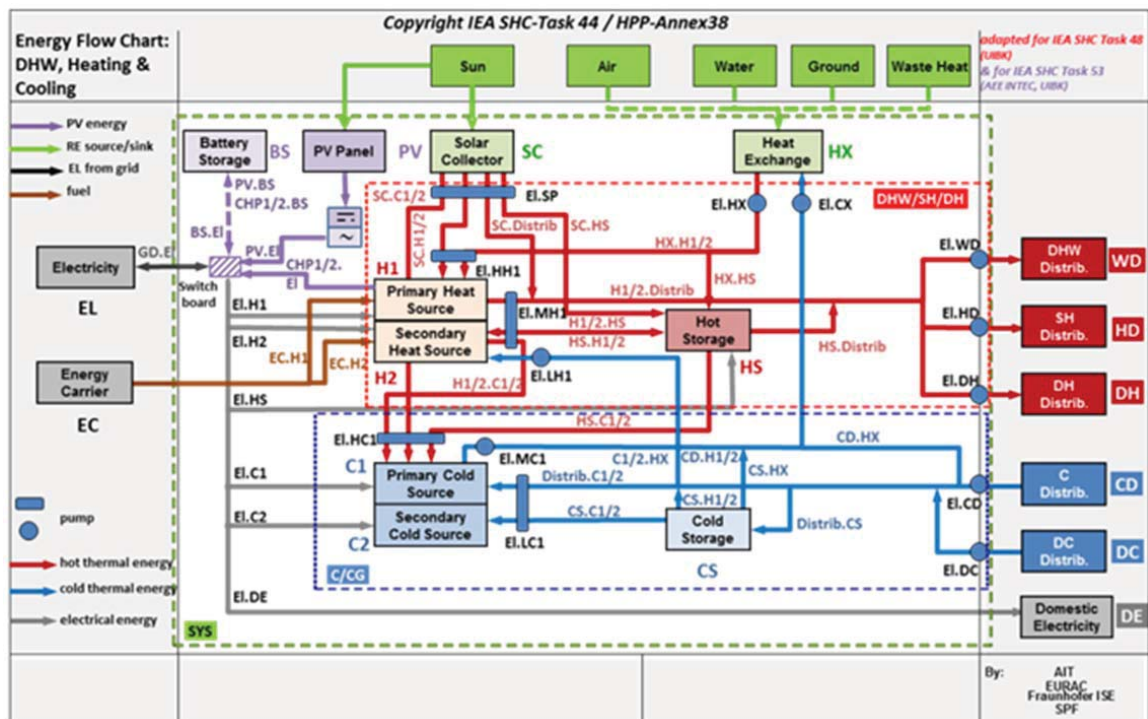 Copyright IEA SHC-Task 44 / HPP-Annex38
Energy Flow Chart:
DHW, Heating &
Cooling
Sun
Air
Water
Ground
Waste Heat
adapted for IEA SHC Task 48
(UIBK)
& for IEA SHC Task 53
(AEE INTEC, UIBK)
PV energy
RE source/sink
EL from grid
fuel
Battery
Storage
BS
PV Panel
PV
Solar
Collector
SC
Heat
Exchange
HX
PV.BS
CHP1/2.BS
BS.El
PV.El
CHP1/2.
El
GD.El
Switch
board
SC.C1/2
SC.H1/2
El.SP
SC.Distrib
SC.HS
El.HX
El.CX
DHW/SH/DH
HX.H1/2
HX.HS
El.HH1
H1
Primary Heat
Source
Secondary
Heat Source
H2
El.MH1
H1/2.Distrib
H1/2.HS
HS.H1/2
Hot
Storage
HS
HS.Distrib
El.LH1
H1/2.C1/2
HS.C1/2
El.WD
DHW
Distrib.
WD
El.HD
SH
Distrib.
HD
El.DH
DH
Distrib.
DH
Electricity
EL
Energy
Carrier
EC
El.H1
El.H2
EC.H1
EC.H2
El.HS
El.C1
El.C2
El.DE
El.HC1
C1
El.MC1
Primary Cold
Source
Secondary
Cold Source
C2
El.LC1
C1/2.HX
CD.H1/2
CS.HX
CD.HX
Distrib.C1/2
CS.H1/2
CS.C1/2
Cold
Storage
CS
Distrib.CS
C/CG
El.CD
C
Distrib.
CD
El.DC
DC
Distrib.
DC
Domestic
Electricity
DE
SYS
pump
hot thermal energy
cold thermal energy
electrical energy
By:
AIT
EURAC
Fraunhofer ISE
SPF